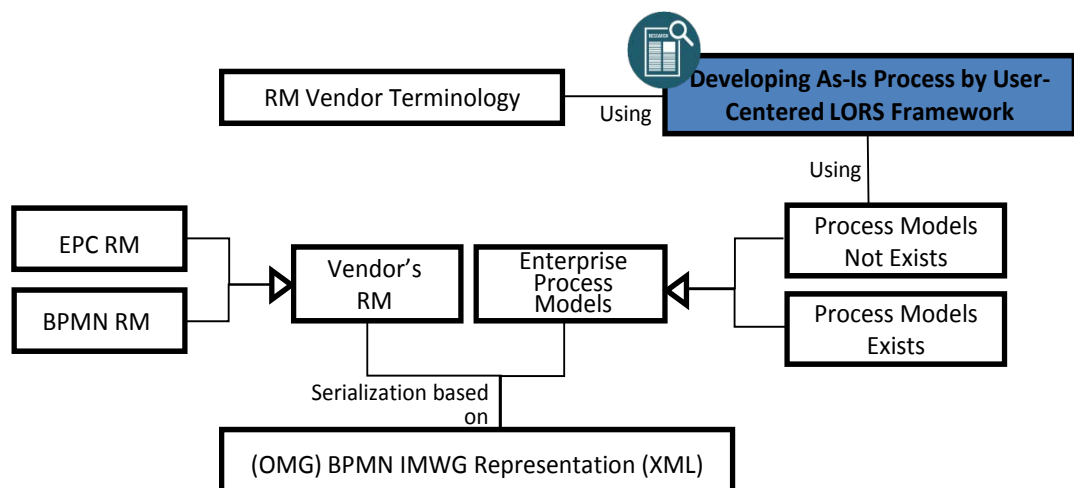 RESEARCH
Developing As-Is Process by User-
Centered LORS Framework
RM Vendor Terminology
Using
Using
EPC RM
BPMN RM
Vendor's
RM
Enterprise
Process
Models
Process Models
Not Exists
Process Models
Exists
Serialization based
on
(OMG) BPMN IMWG Representation (XML)